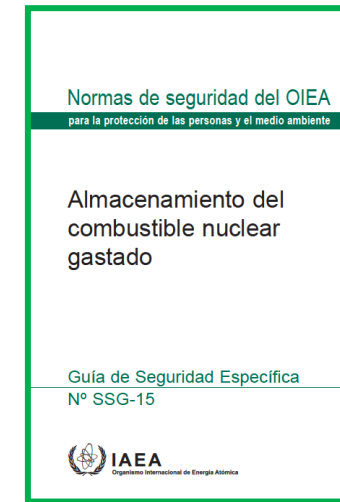 Normas de seguridad del OIEA
para la protección de las personas y el medio ambiente
Almacenamiento del
combustible nuclear
gastado
Guía de Seguridad Específica
Nº SSG-15
IAEA
Organismo Internacional de Energía Atómica